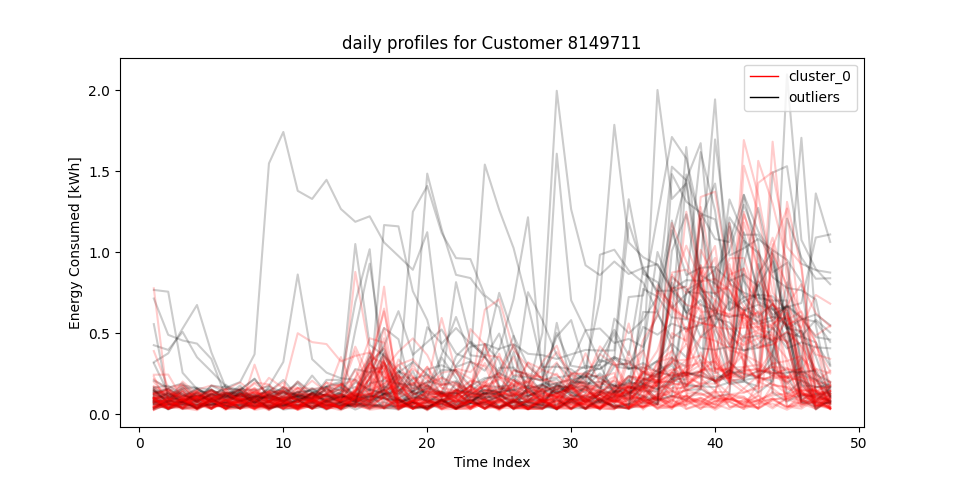 daily profiles for Customer 8149711
cluster_0
outliers
2.0
1.5
1.0
0.5
0.0
Energy Consumed [kWh]
0
10
20
30
40
50
Time Index